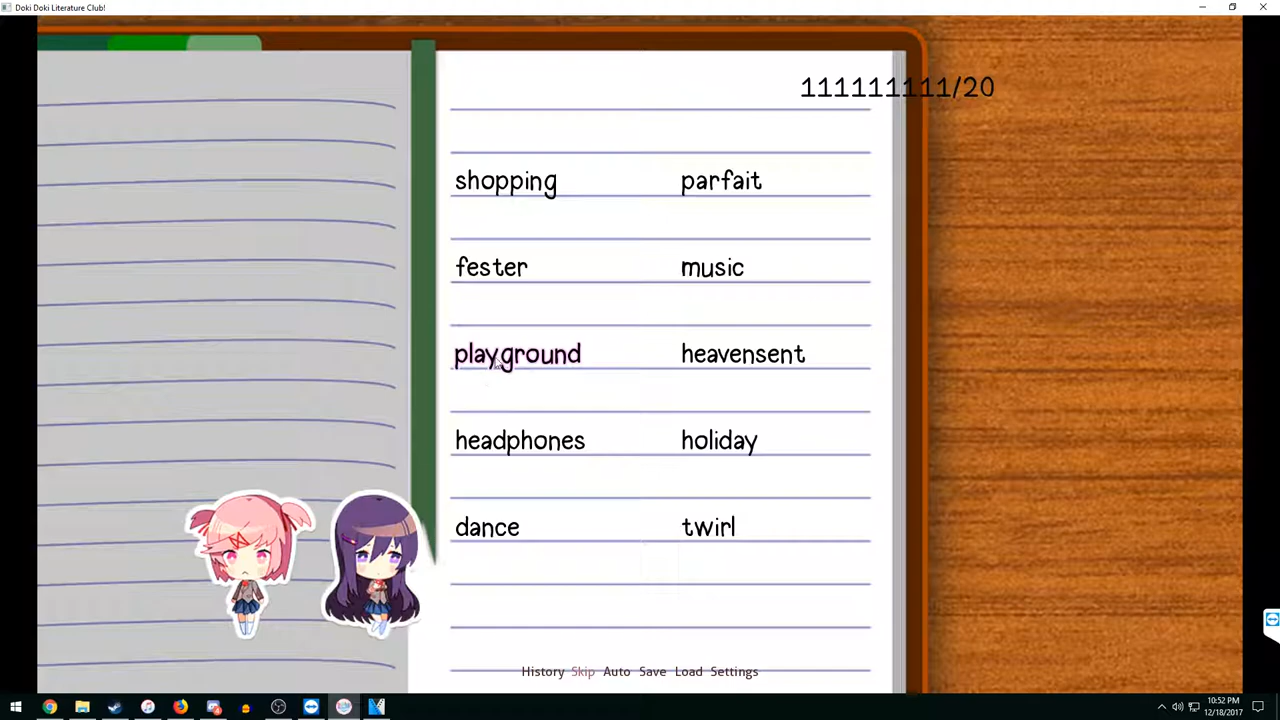 Doki Doki Literature Club!
111111111/20
shopping parfait
fester music
playground heavensent
headphones holiday
dance twirl
History Skip Auto Save Load Settings
10:52 PM
12/18/2017